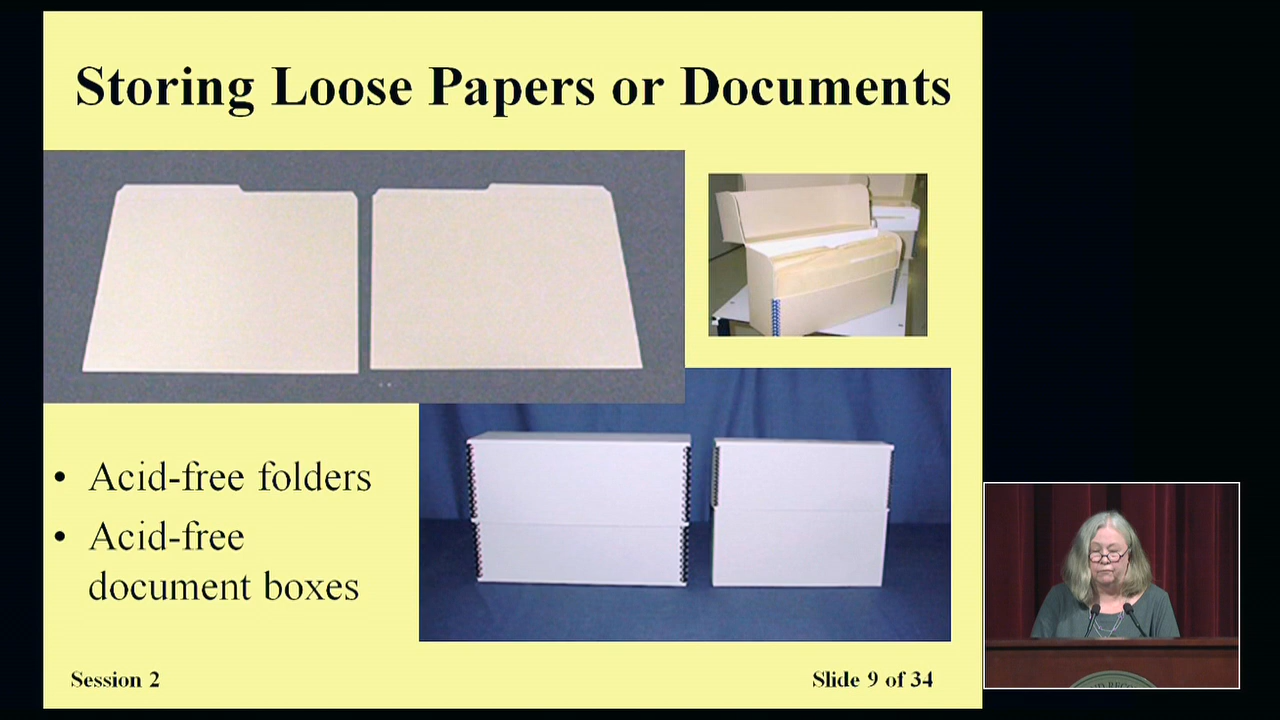 Storing Loose Papers or Documents
• Acid-free folders
• Acid-free
document boxes
Session 2
Slide 9 of 34